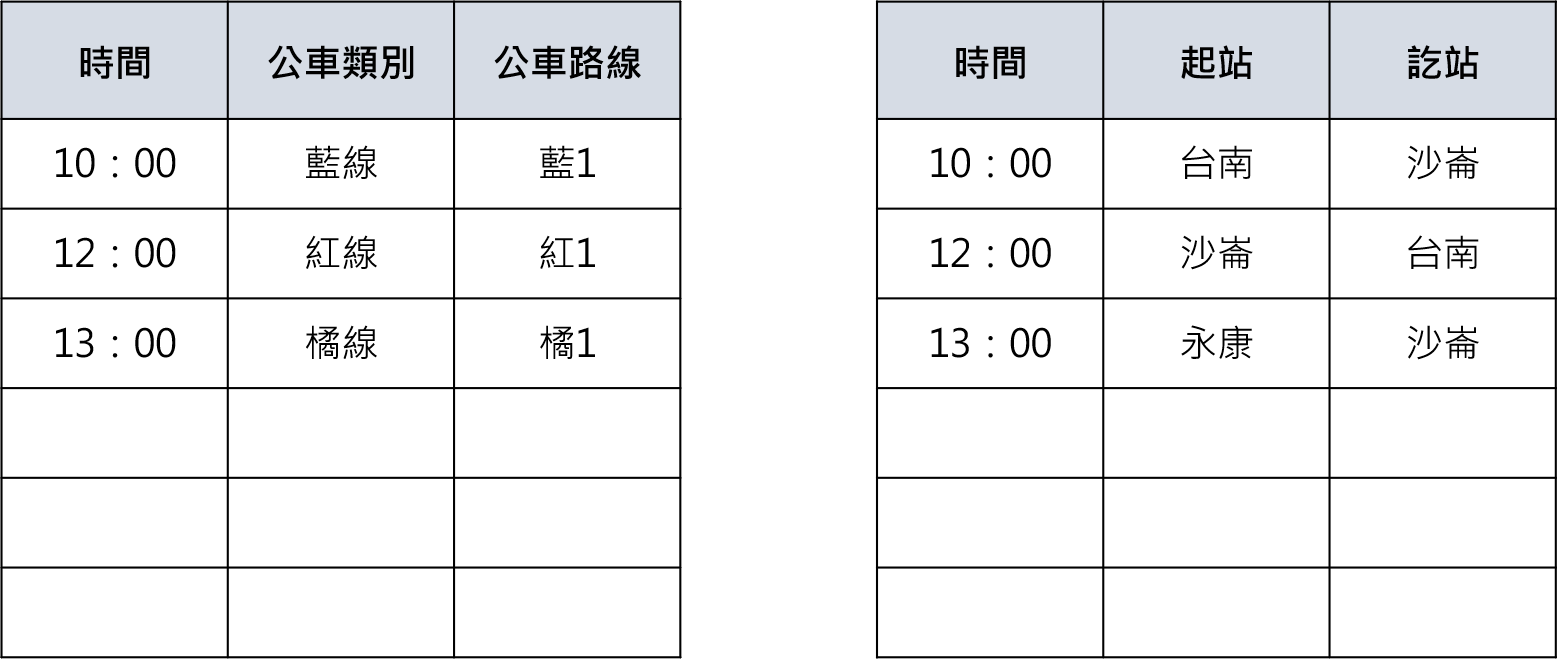 時間 公車類別 公車路線
10：00 藍線 藍1
12：00 紅線 紅1
13：00 橘線 橘1
時間 起站 訖站
10：00 台南 沙崙
12：00 沙崙 台南
13：00 永康 沙崙